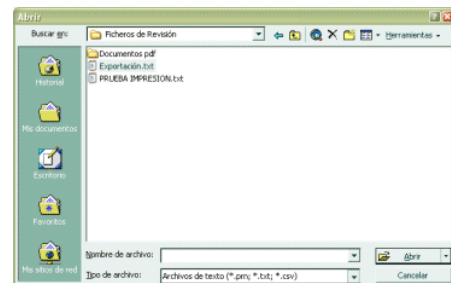 Abrir
Buscar en: Ficheros de Revisión Herramientas
Documentos pdf
Exportación.txt
PRUEBA IMPRESION.txt
Historial
Mis documentos
Escritorio
Favoritos
Mis sitios de red
Nombre de archivo: Abrir
Tipo de archivo: Archivos de texto (*.prn; *.txt; *.csv) Cancelar